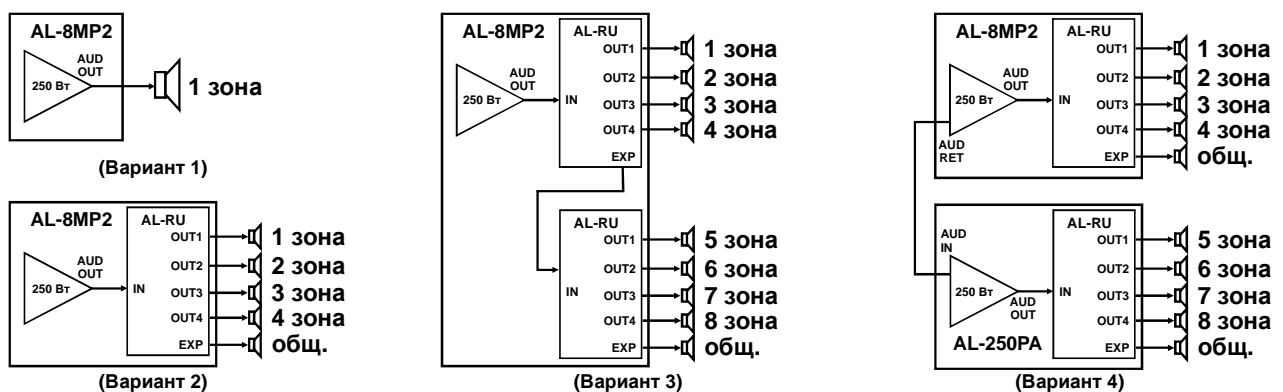 AL-8MP2
AUD
OUT
250 Вт
1 зона
(Вариант 1)
AL-8MP2
AL-RU
AUD
OUT
250 Вт
IN
OUT1
1 зона
OUT2
2 зона
OUT3
3 зона
OUT4
4 зона
EXP
общ.
(Вариант 2)
AL-8MP2
AL-RU
AUD
OUT
250 Вт
IN
OUT1
1 зона
OUT2
2 зона
OUT3
3 зона
OUT4
4 зона
EXP
AL-RU
IN
OUT1
5 зона
OUT2
6 зона
OUT3
7 зона
OUT4
8 зона
EXP
общ.
(Вариант 3)
AL-8MP2
AL-RU
AUD
OUT
250 Вт
IN
AUD
RET
OUT1
1 зона
OUT2
2 зона
OUT3
3 зона
OUT4
4 зона
EXP
общ.
AL-RU
AUD
IN
250 Вт
AUD
OUT
IN
OUT1
5 зона
OUT2
6 зона
OUT3
7 зона
OUT4
8 зона
EXP
общ.
AL-250PA
(Вариант 4)